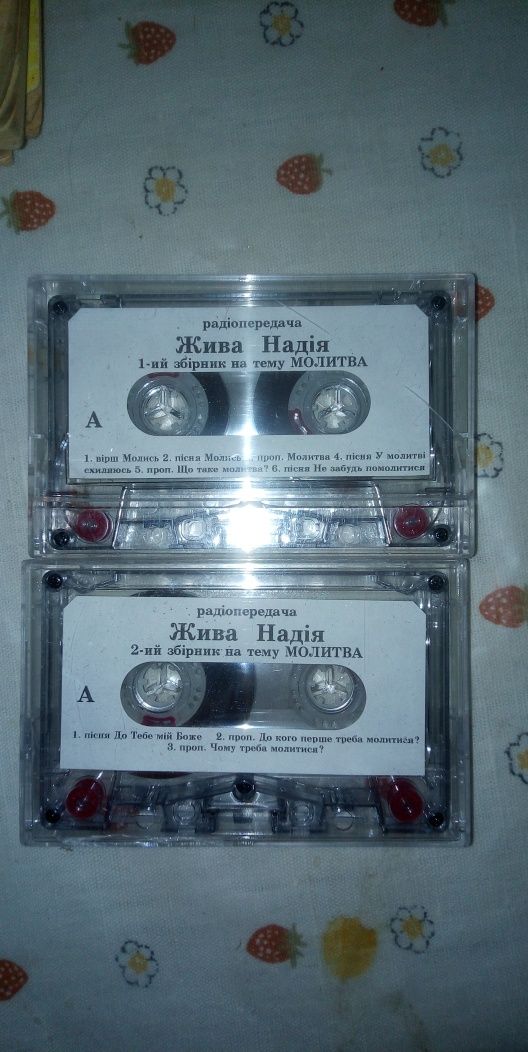 радіопередача
Жива Надія
1-ий збірник на тему МОЛИТВА
А
1. вірш Молись 2. пісня Молись проп. Молитва 4. пісня У молитві
схиляюсь 5. проп. Що таке молитва? 6. пісня Не забудь помолитися
радіопередача
Жива Надія
2-ий збірник на тему МОЛИТВА
А
1. пісня До Тебе мій Боже 2. проп. До кого перше треба молитися?
3. проп. Чому треба молитися?